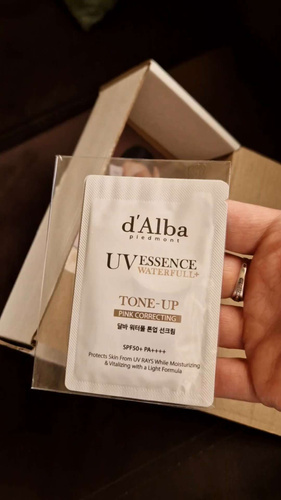 d'Alba
piedmont
UV ESSENCE
WATERFULL+
TONE-UP
PINK CORRECTING
달바 워터풀 톤업 선크림
SPF50+ PA++++
Protects Skin From UV RAYS While Moisturizing
& Vitalizing with a Light Formula